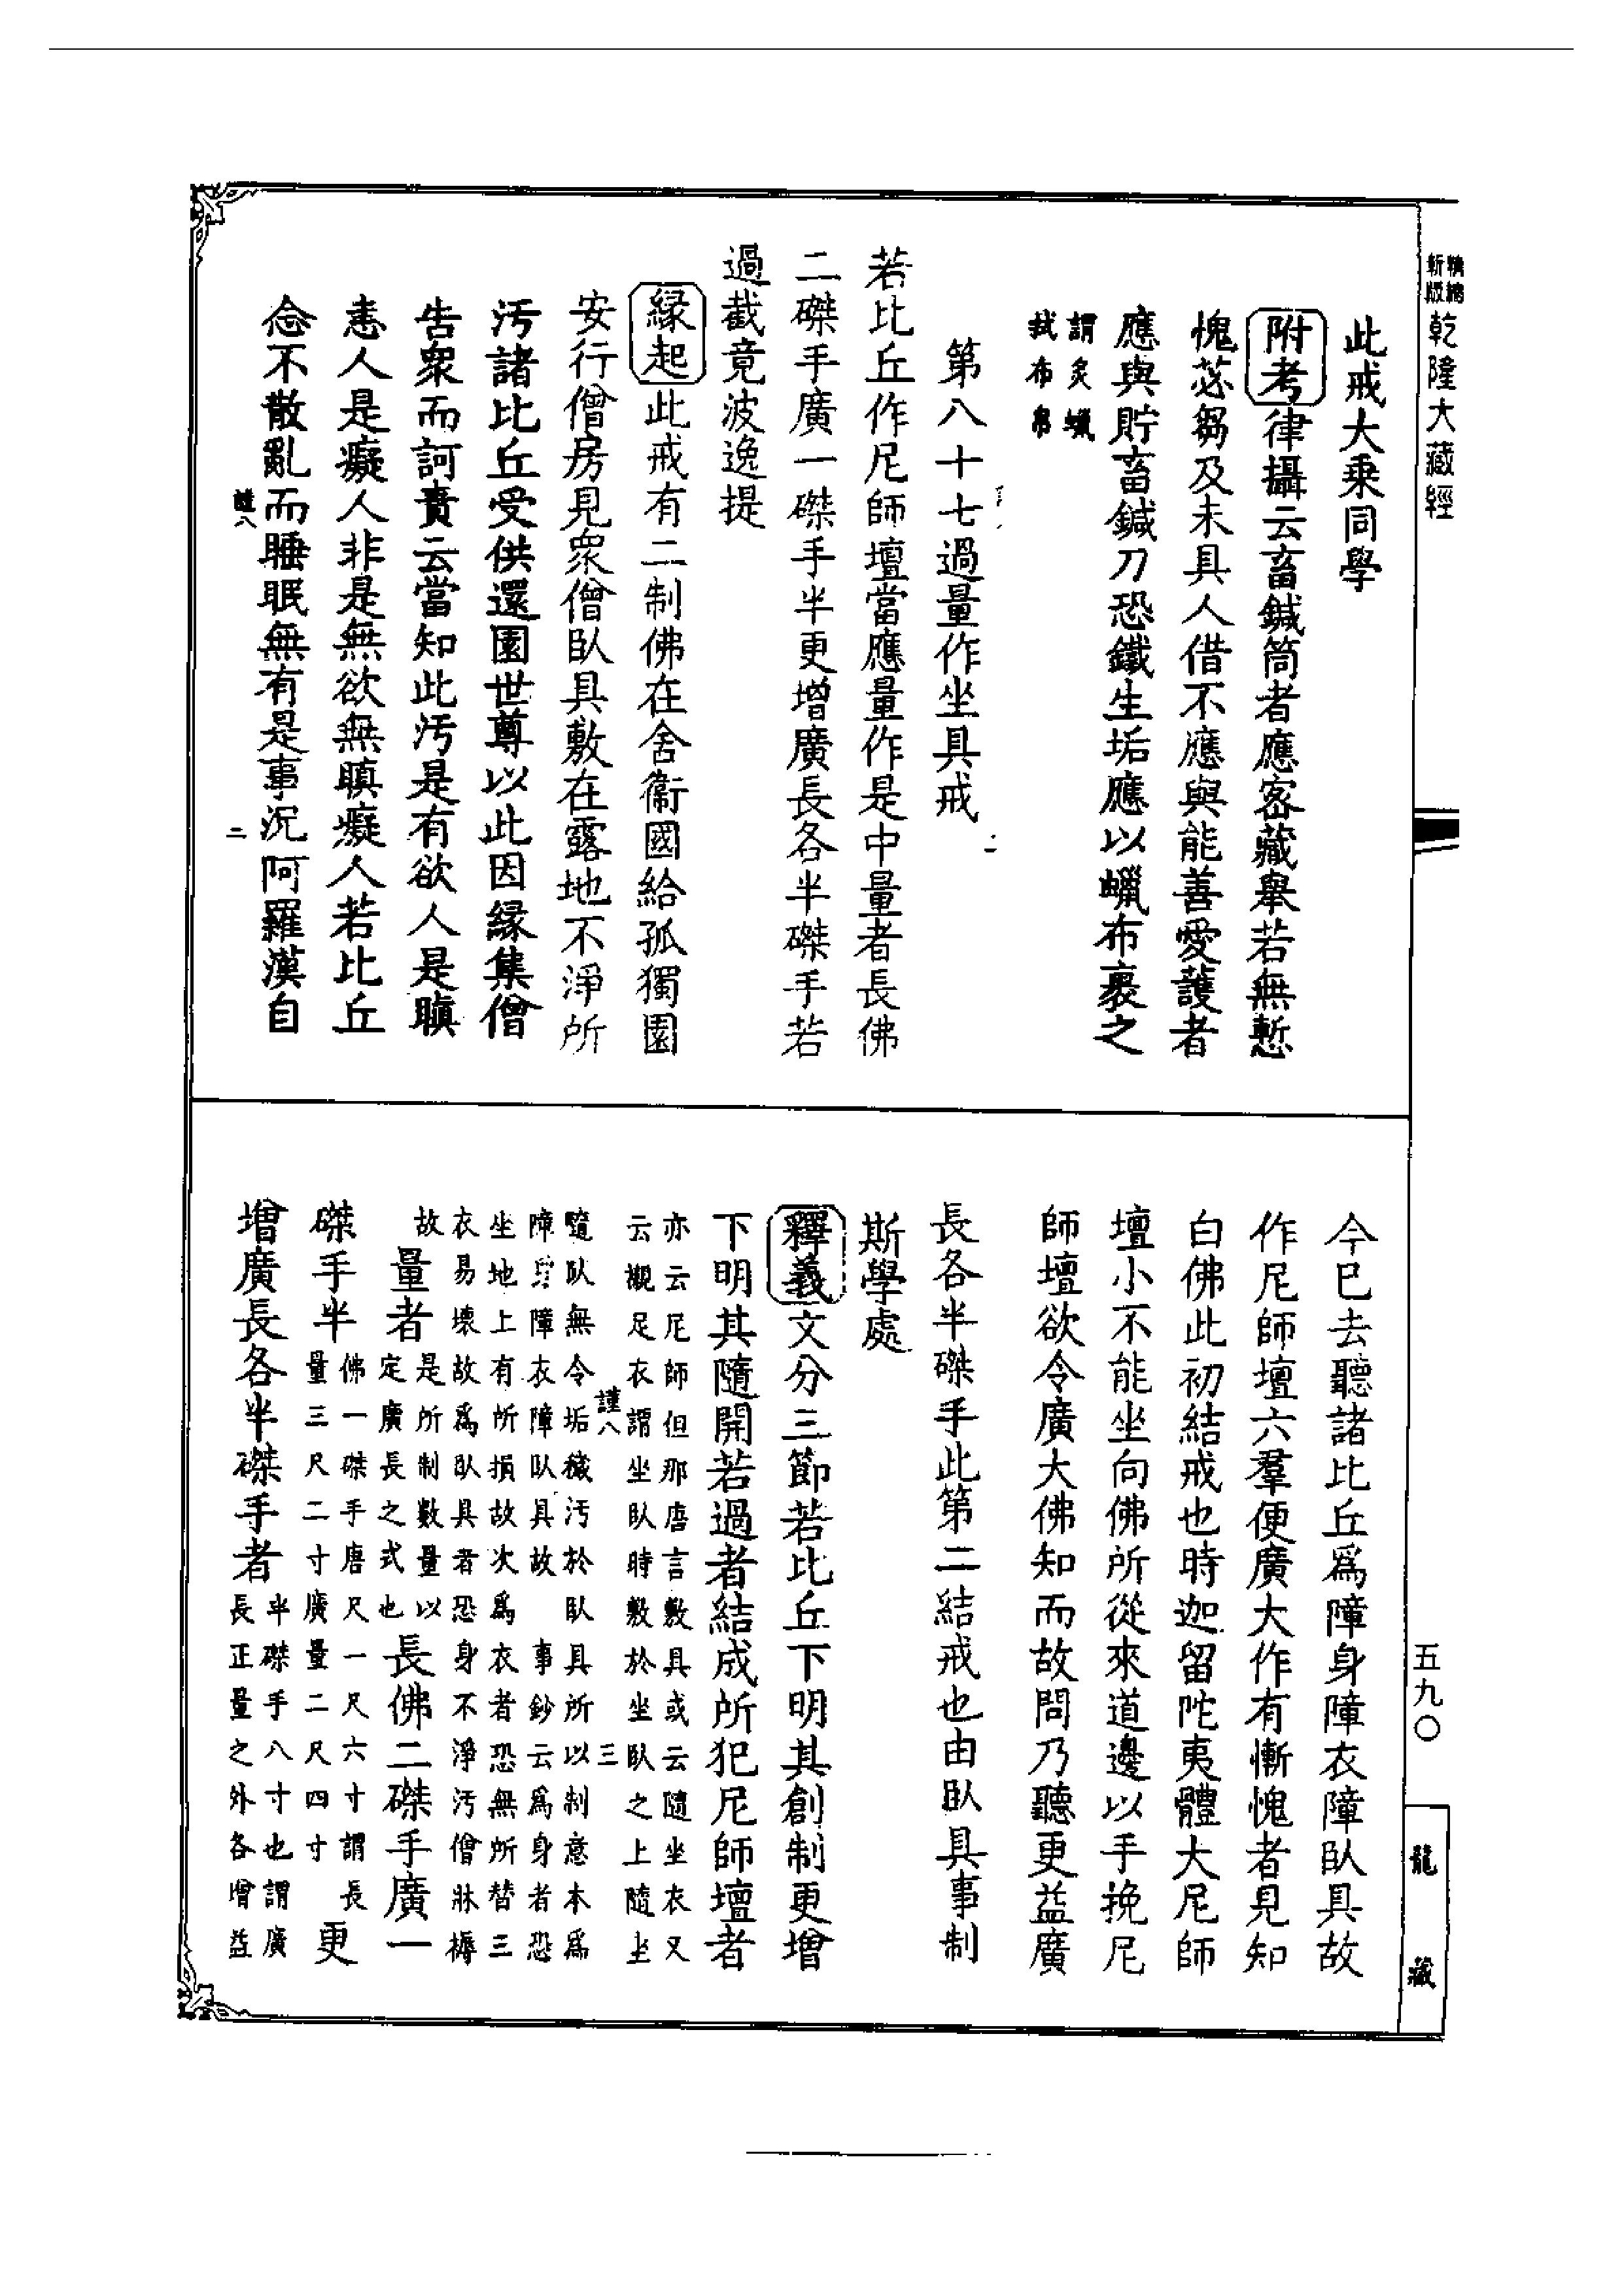 精縮
新版
乾隆大藏經
五九〇
龍藏
此戒大乘同學
附考律攝云畜鍼筒者應密藏舉若無慙
愧苾芻及未具人借不應與能善愛護者
應與貯畜鍼刀恐鐵生垢應以蠟布裹之
謂炙蠟
拭布帛
第八十七過量作坐具戒
若比丘作尼師壇當應量作是中量者長佛
二磔手廣一磔手半更增廣長各半磔手若
過截竟波逸提
緣起此戒有二制佛在舍衞國給孤獨園
安行僧房見眾僧臥具敷在露地不淨所
污諸比丘受供還園世尊以此因緣集僧
告眾而訶責云當知此污是有欲人是瞋
恚人是癡人非是無欲無瞋癡人若比丘
念不散亂而睡眠無有是事況阿羅漢自
謹八
二
今已去聽諸比丘爲障身障衣障臥具故
作尼師壇六羣便廣大作有慚愧者見知
白佛此初結戒也時迦留陀夷體大尼師
壇小不能坐向佛所從來道邊以手挽尼
師壇欲令廣大佛知而故問乃聽更益廣
長各半磔手此第二結戒也由臥具事制
斯學處
釋義文分三節若比丘下明其創制更增
下明其隨開若過者結成所犯尼師壇者
亦云尼師但那唐言敷具或云隨坐衣又
云襯足衣謂坐臥時敷於坐臥之上隨坐
謹八
三
隨臥無令垢穢污於臥具所以制意本爲
障身障衣障臥具故 事鈔云爲身者恐
坐地上有所損故次爲衣者恐無所替三
衣易壞故爲臥具者恐身不淨污僧牀褥
故
量者是所制數量以
定廣長之式也長佛二磔手廣一
磔手半佛一磔手唐尺一尺六寸謂長
量三尺二寸廣量二尺四寸更
增廣長各半磔手者半磔手八寸也謂廣
長正量之外各增益